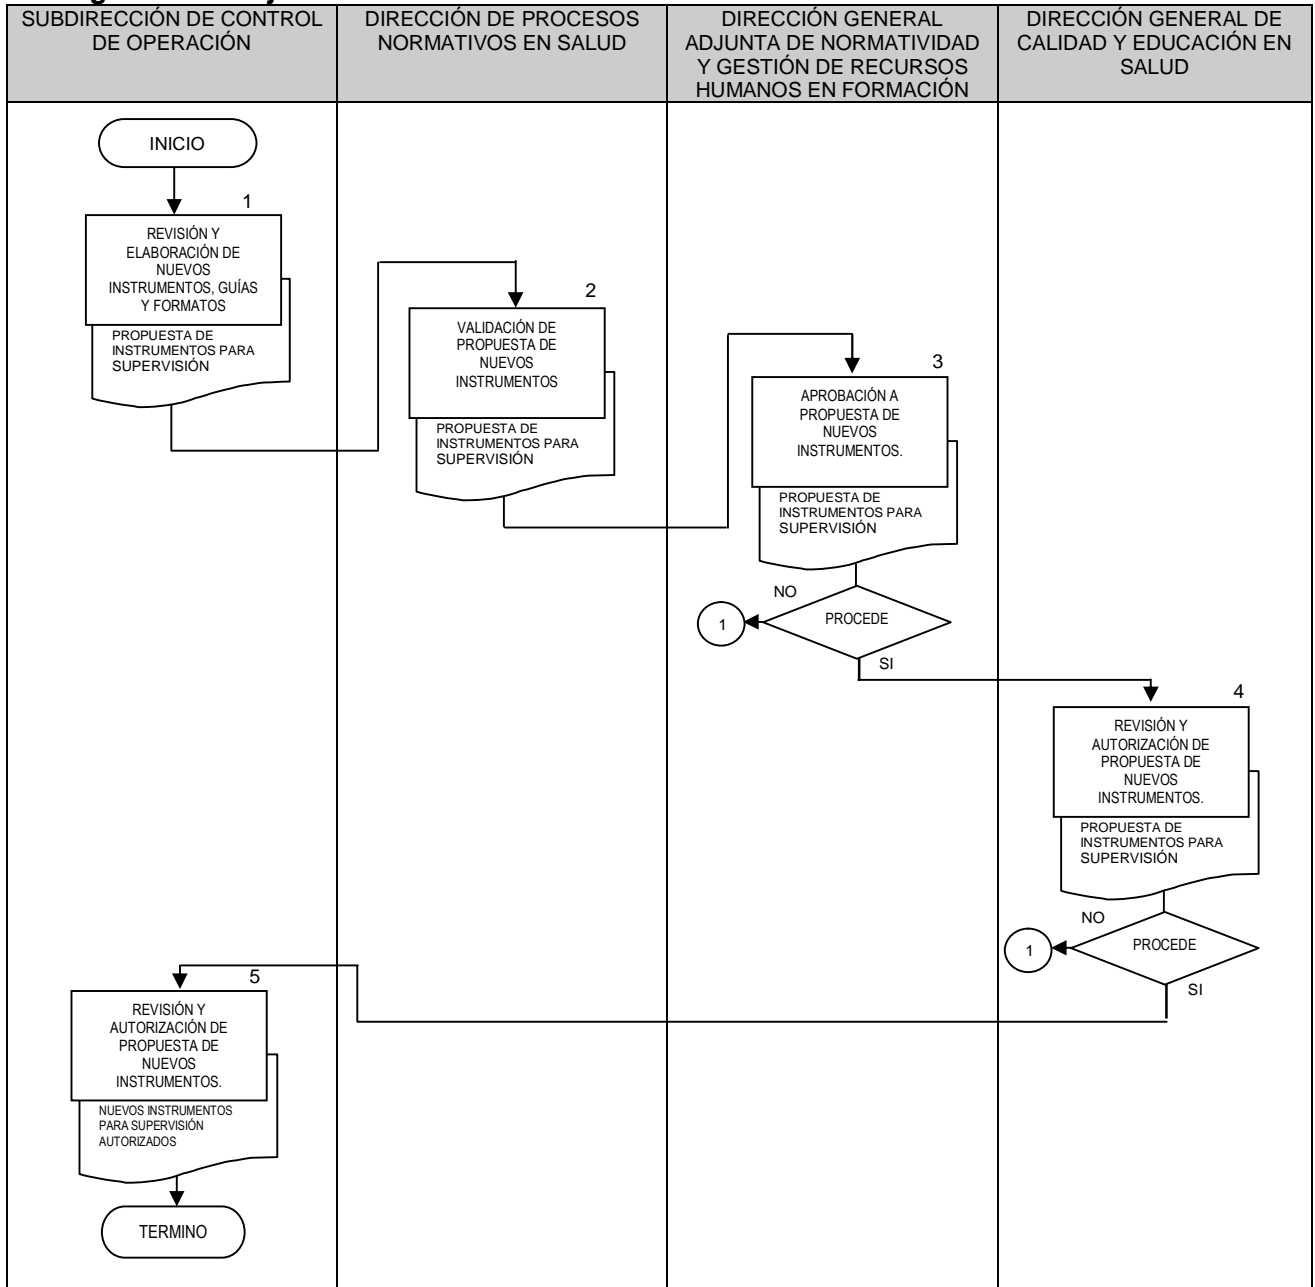 SUBDIRECCIÓN DE CONTROL
DE OPERACIÓN
DIRECCIÓN DE PROCESOS
NORMATIVOS EN SALUD
DIRECCIÓN GENERAL
ADJUNTA DE NORMATIVIDAD
Y GESTIÓN DE RECURSOS
HUMANOS EN FORMACIÓN
DIRECCIÓN GENERAL DE
CALIDAD Y EDUCACIÓN EN
SALUD
INICIO
1
REVISIÓN Y
ELABORACIÓN DE
NUEVOS
INSTRUMENTOS, GUÍAS
Y FORMATOS
PROPUESTA DE
INSTRUMENTOS PARA
SUPERVISIÓN
2
VALIDACIÓN DE
PROPUESTA DE
NUEVOS
INSTRUMENTOS
PROPUESTA DE
INSTRUMENTOS PARA
SUPERVISIÓN
3
APROBACIÓN A
PROPUESTA DE
NUEVOS
INSTRUMENTOS.
PROPUESTA DE
INSTRUMENTOS PARA
SUPERVISIÓN
NO
1
PROCEDE
SI
4
REVISIÓN Y
AUTORIZACIÓN DE
PROPUESTA DE
NUEVOS
INSTRUMENTOS.
PROPUESTA DE
INSTRUMENTOS PARA
SUPERVISIÓN
NO
1
PROCEDE
SI
5
REVISIÓN Y
AUTORIZACIÓN DE
PROPUESTA DE
NUEVOS
INSTRUMENTOS.
NUEVOS INSTRUMENTOS
PARA SUPERVISIÓN
AUTORIZADOS
TERMINO